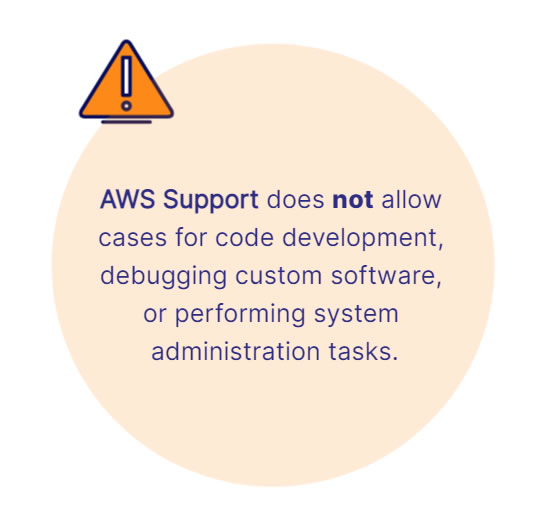 AWS Support does not allow
cases for code development,
debugging custom software,
or performing system
administration tasks.